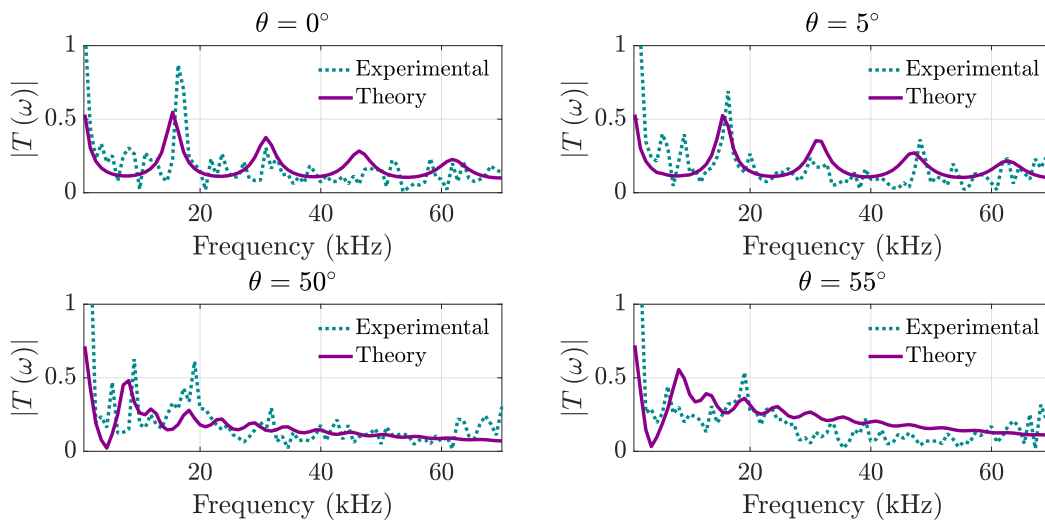 θ = 0°
1
0.5
0
|T (ω)|
Experimental
Theory
20
40
60
Frequency (kHz)
θ = 5°
1
0.5
0
|T (ω)|
Experimental
Theory
20
40
60
Frequency (kHz)
θ = 50°
1
0.5
0
|T (ω)|
Experimental
Theory
20
40
60
Frequency (kHz)
θ = 55°
1
0.5
0
|T (ω)|
Experimental
Theory
20
40
60
Frequency (kHz)